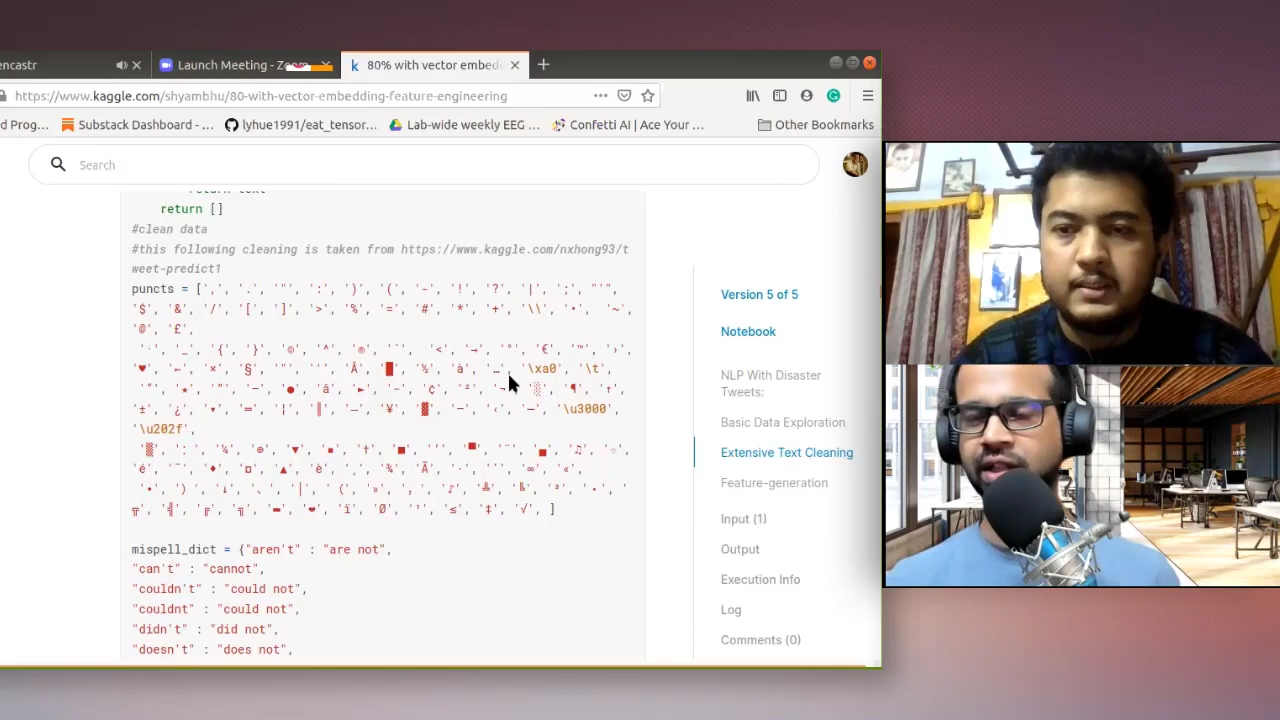 encastr
Launch Meeting - Zoom
80% with vector embed
https://www.kaggle.com/siyambhu/80-with-vector-embedding-feature-engineering
d Prog...
Substack Dashboard - ...
lyhue1991/eat_tensor...
Lab-wide weekly EEG ...
Confetti AI | Ace Your ...
Other Bookmarks
Search
return text
return []
#clean data
#this following cleaning is taken from https://www.kaggle.com/nxhong93/t
weet-predict1
puncts = [',', '.', '"', ':', ')', '(', '-', '!', '?', '|', ';', "'",
'$', '&', '/', '[', ']', '>', '%', '=', '#', '*', '+', '\\', '•', '~',
'@', '£',
'\xa0', '\t',
'\u3000',
'\u202f',
mispell_dict = {"aren't" : "are not",
"can't" : "cannot",
"couldn't" : "could not",
"couldnt" : "could not",
"didn't" : "did not",
"doesn't" : "does not",
Version 5 of 5
Notebook
NLP With Disaster
Tweets:
Basic Data Exploration
Extensive Text Cleaning
Feature-generation
Input (1)
Output
Execution Info
Log
Comments (0)